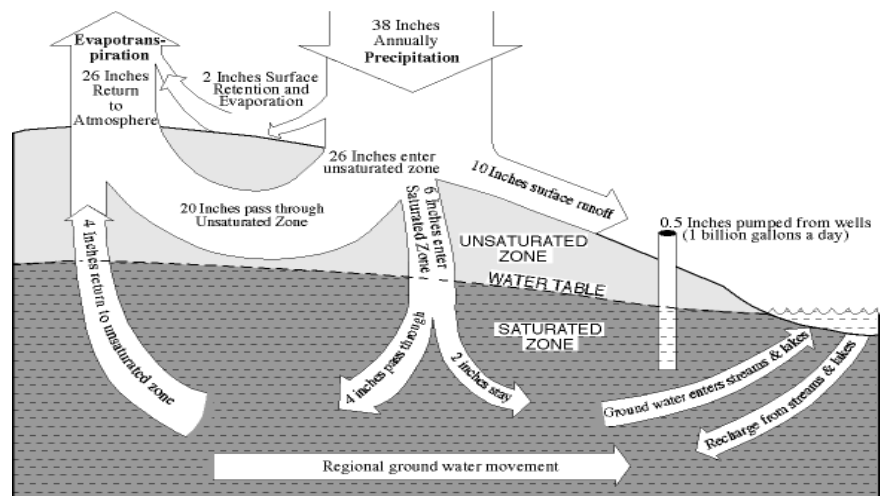 Evapotrans-
piration
26 Inches
Return
to
Atmosphere
2 Inches Surface
Retention and
Evaporation
38 Inches
Annually
Precipitation
26 Inches enter
unsaturated zone
10 Inches surface runoff
20 Inches pass through
Unsaturated Zone
6 Inches enter
Saturated Zone
0.5 Inches pumped from wells
(1 billion gallons a day)
UNSATURATED
ZONE
WATER TABLE
SATURATED
ZONE
4 Inches return to unsaturated zone
4 inches pass through
2 inches stay
Ground water enters streams & lakes
Recharge from streams & lakes
Regional ground water movement